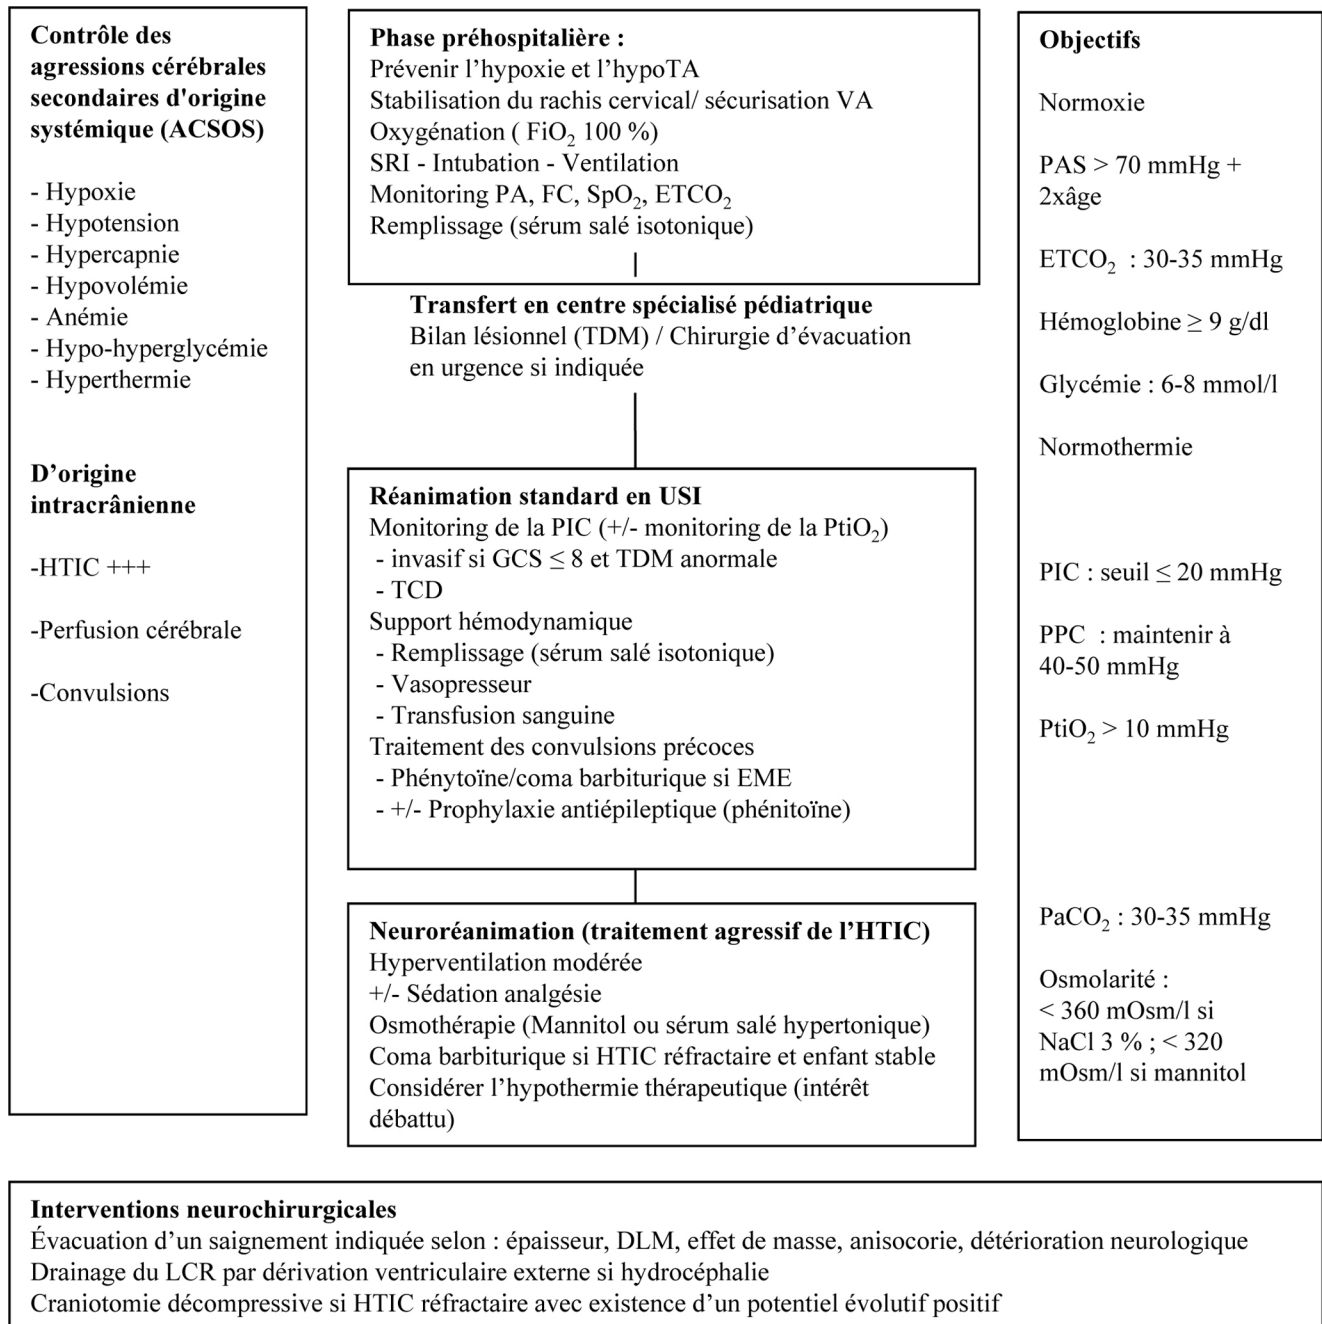 Contrôle des
agressions cérébrales
secondaires d'origine
systémique (ACSOS)
- Hypoxie
- Hypotension
- Hypercapnie
- Hypovolémie
- Anémie
- Hypo-hyperglycémie
- Hyperthermie
D’origine
intracrânienne
-HTIC +++
-Perfusion cérébrale
-Convulsions
Phase préhospitalière :
Prévenir l’hypoxie et l’hypoTA
Stabilisation du rachis cervical/ sécurisation VA
Oxygénation ( FiO₂ 100 %)
SRI - Intubation - Ventilation
Monitoring PA, FC, SpO₂, ETCO₂
Remplissage (sérum salé isotonique)
Transfert en centre spécialisé pédiatrique
Bilan lésionnel (TDM) / Chirurgie d’évacuation
en urgence si indiquée
Réanimation standard en USI
Monitoring de la PIC (+/- monitoring de la PtiO₂)
- invasif si GCS ≤ 8 et TDM anormale
- TCD
Support hémodynamique
- Remplissage (sérum salé isotonique)
- Vasopresseur
- Transfusion sanguine
Traitement des convulsions précoces
- Phénytoïne/coma barbiturique si EME
- +/- Prophylaxie antiépileptique (phénitoïne)
Neuroréanimation (traitement agressif de l’HTIC)
Hyperventilation modérée
+/- Sédation analgésie
Osmothérapie (Mannitol ou sérum salé hypertonique)
Coma barbiturique si HTIC réfractaire et enfant stable
Considérer l’hypothermie thérapeutique (intérêt
débattu)
Objectifs
Normoxie
PAS > 70 mmHg +
2xâge
ETCO₂ : 30-35 mmHg
Hémoglobine ≥ 9 g/dl
Glycémie : 6-8 mmol/l
Normothermie
PIC : seuil ≤ 20 mmHg
PPC : maintenir à
40-50 mmHg
PtiO₂ > 10 mmHg
PaCO₂ : 30-35 mmHg
Osmolarité :
< 360 mOsm/l si
NaCl 3 % ; < 320
mOsm/l si mannitol
Interventions neurochirurgicales
Évacuation d’un saignement indiquée selon : épaisseur, DLM, effet de masse, anisocorie, détérioration neurologique
Drainage du LCR par dérivation ventriculaire externe si hydrocéphalie
Craniotomie décompressive si HTIC réfractaire avec existence d’un potentiel évolutif positif